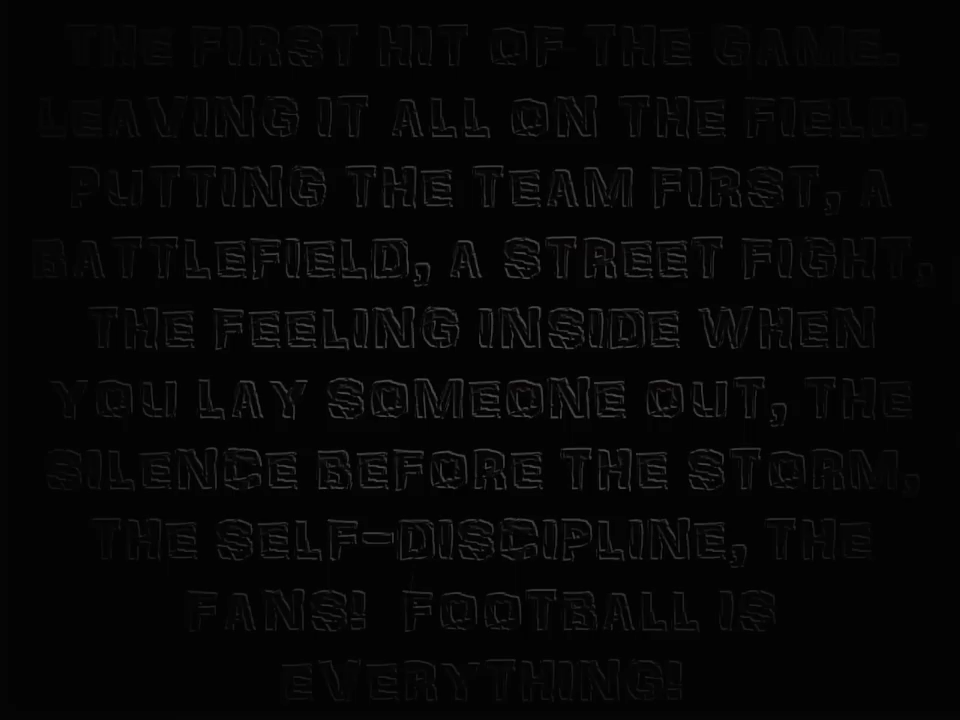 THE FIRST HIT OF THE GAME.
LEAVING IT ALL ON THE FIELD.
PUTTING THE TEAM FIRST, A
BATTLEFIELD, A STREET FIGHT,
THE FEELING INSIDE WHEN
YOU LAY SOMEONE OUT, THE
SILENCE BEFORE THE STORM,
THE SELF-DISCIPLINE, THE
FANS!  FOOTBALL IS
EVERYTHING!